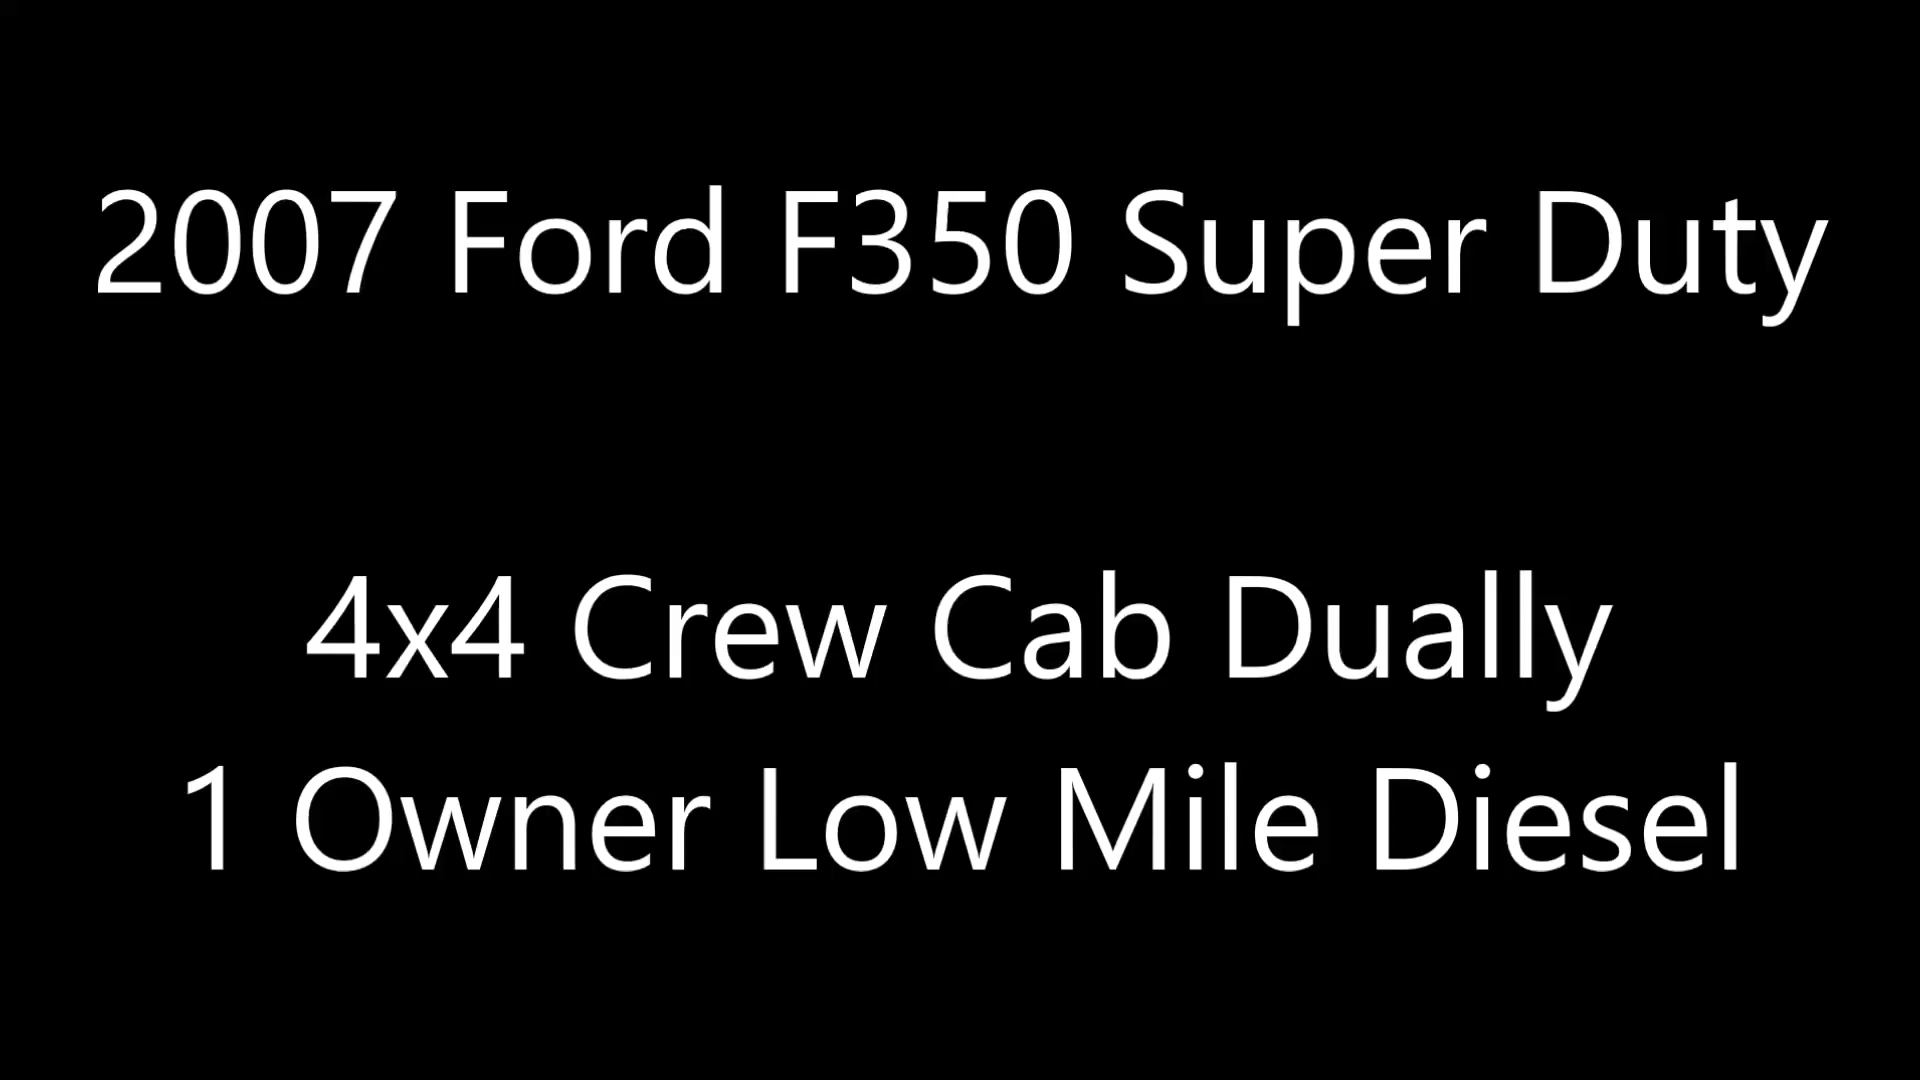 2007 Ford F350 Super Duty
4x4 Crew Cab Dually
1 Owner Low Mile Diesel